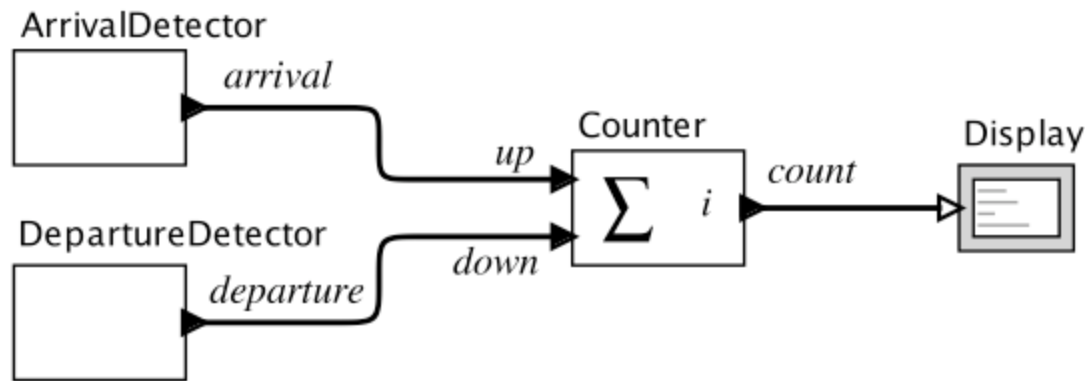 ArrivalDetector
arrival
up
Counter
Σ i
count
Display
DepartureDetector
departure
down